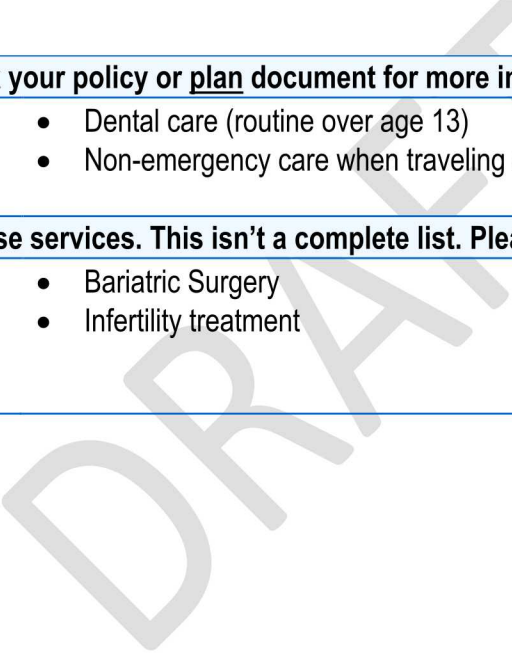 your policy or plan document for more in
• Dental care (routine over age 13)
• Non-emergency care when traveling
se services. This isn’t a complete list. Plea
• Bariatric Surgery
• Infertility treatment
DRAF